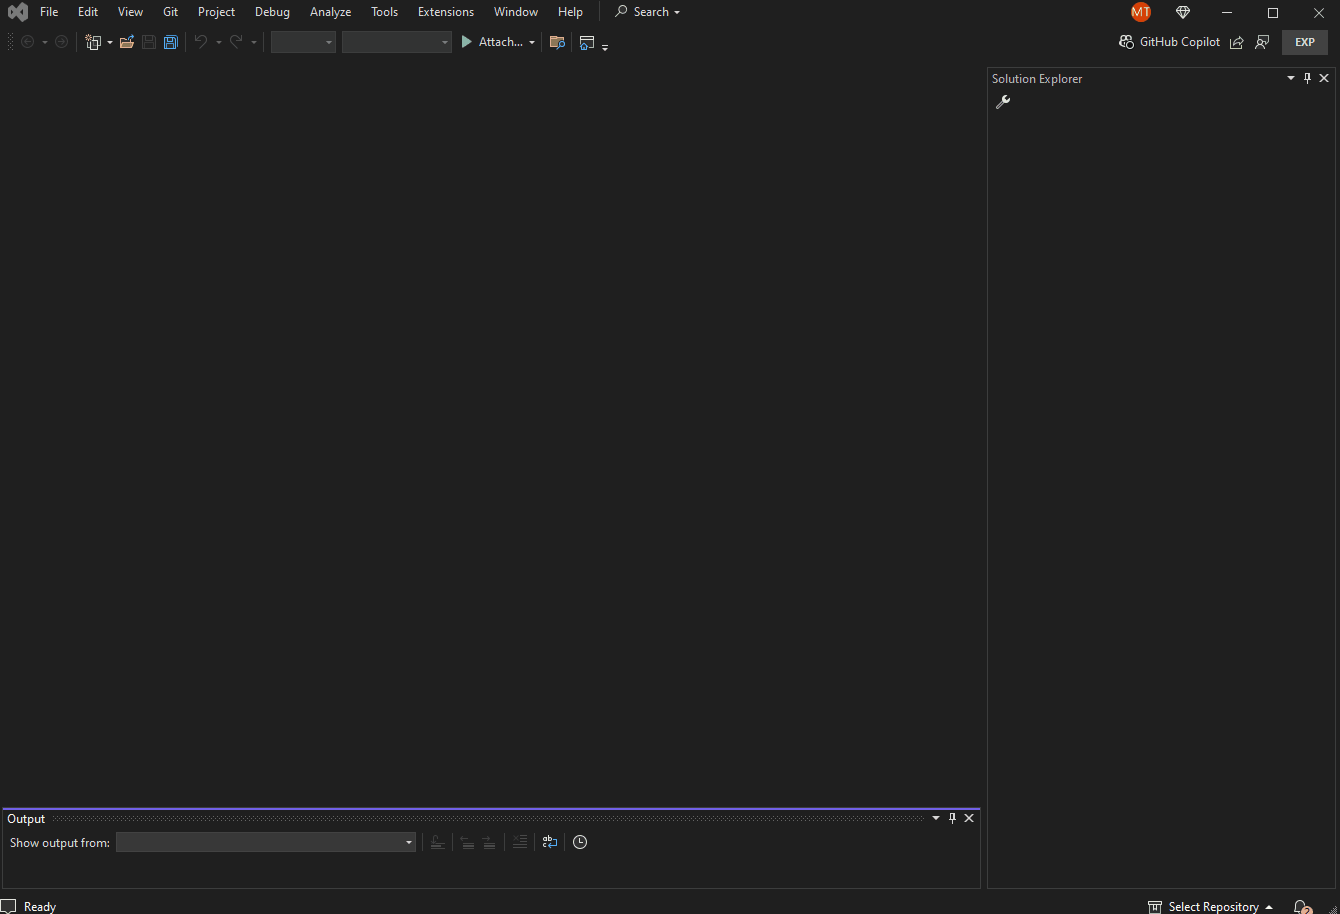 File Edit View Git Project Debug Analyze Tools Extensions Window Help Search MT
Attach... GitHub Copilot EXP
Solution Explorer
Output
Show output from:
Ready Select Repository 2